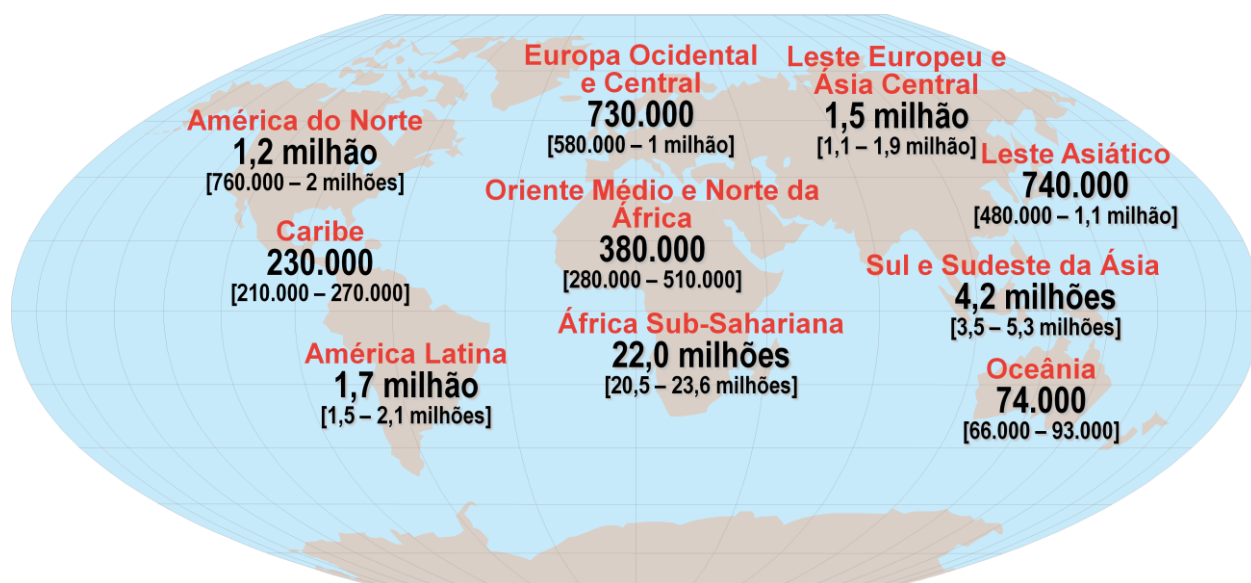 América do Norte
1,2 milhão
[760.000 – 2 milhões]
Caribe
230.000
[210.000 – 270.000]
América Latina
1,7 milhão
[1,5 – 2,1 milhões]
Europa Ocidental
e Central
730.000
[580.000 – 1 milhão]
Oriente Médio e Norte da
África
380.000
[280.000 – 510.000]
África Sub-Sahariana
22,0 milhões
[20,5 – 23,6 milhões]
Leste Europeu e
Ásia Central
1,5 milhão
[1,1 – 1,9 milhão]
Leste Asiático
740.000
[480.000 – 1,1 milhão]
Sul e Sudeste da Ásia
4,2 milhões
[3,5 – 5,3 milhões]
Oceânia
74.000
[66.000 – 93.000]